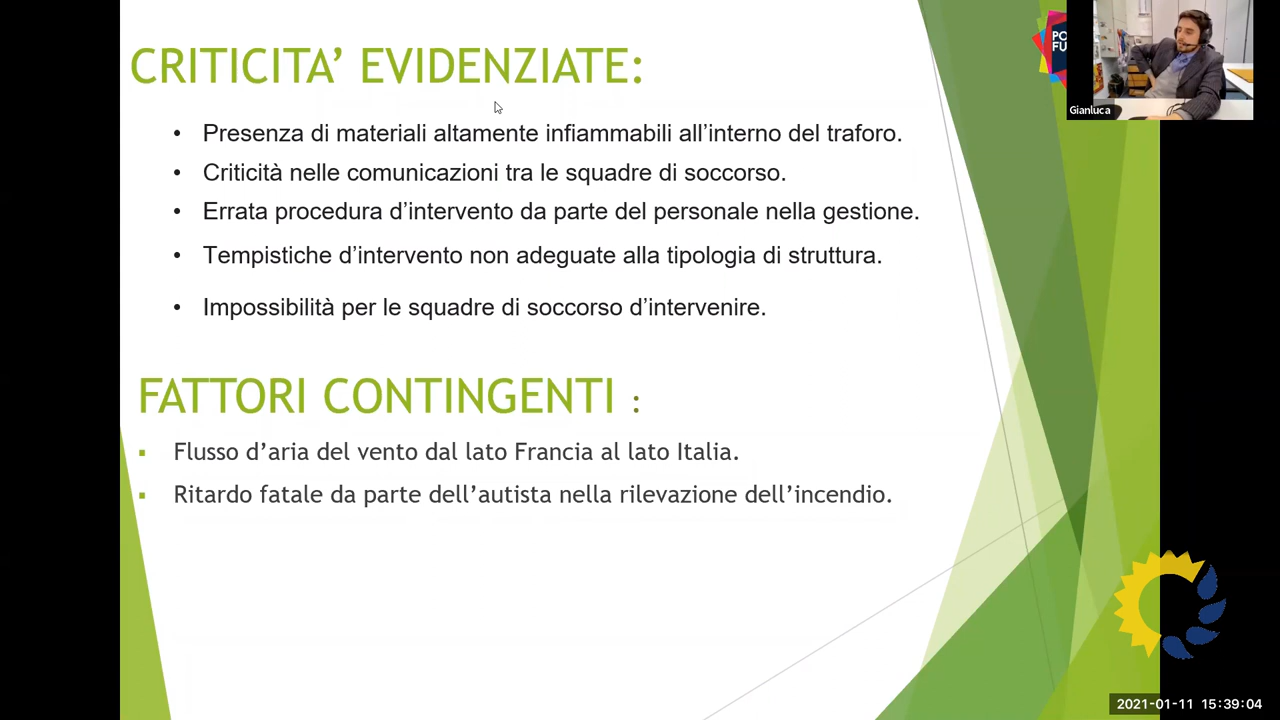 CRITICITA’ EVIDENZIATE:
• Presenza di materiali altamente infiammabili all’interno del traforo.
• Criticità nelle comunicazioni tra le squadre di soccorso.
• Errata procedura d’intervento da parte del personale nella gestione.
• Tempistiche d’intervento non adeguate alla tipologia di struttura.
• Impossibilità per le squadre di soccorso d’intervenire.
FATTORI CONTINGENTI :
▪ Flusso d’aria del vento dal lato Francia al lato Italia.
▪ Ritardo fatale da parte dell’autista nella rilevazione dell’incendio.
Gianluca
2021-01-11 15:39:04